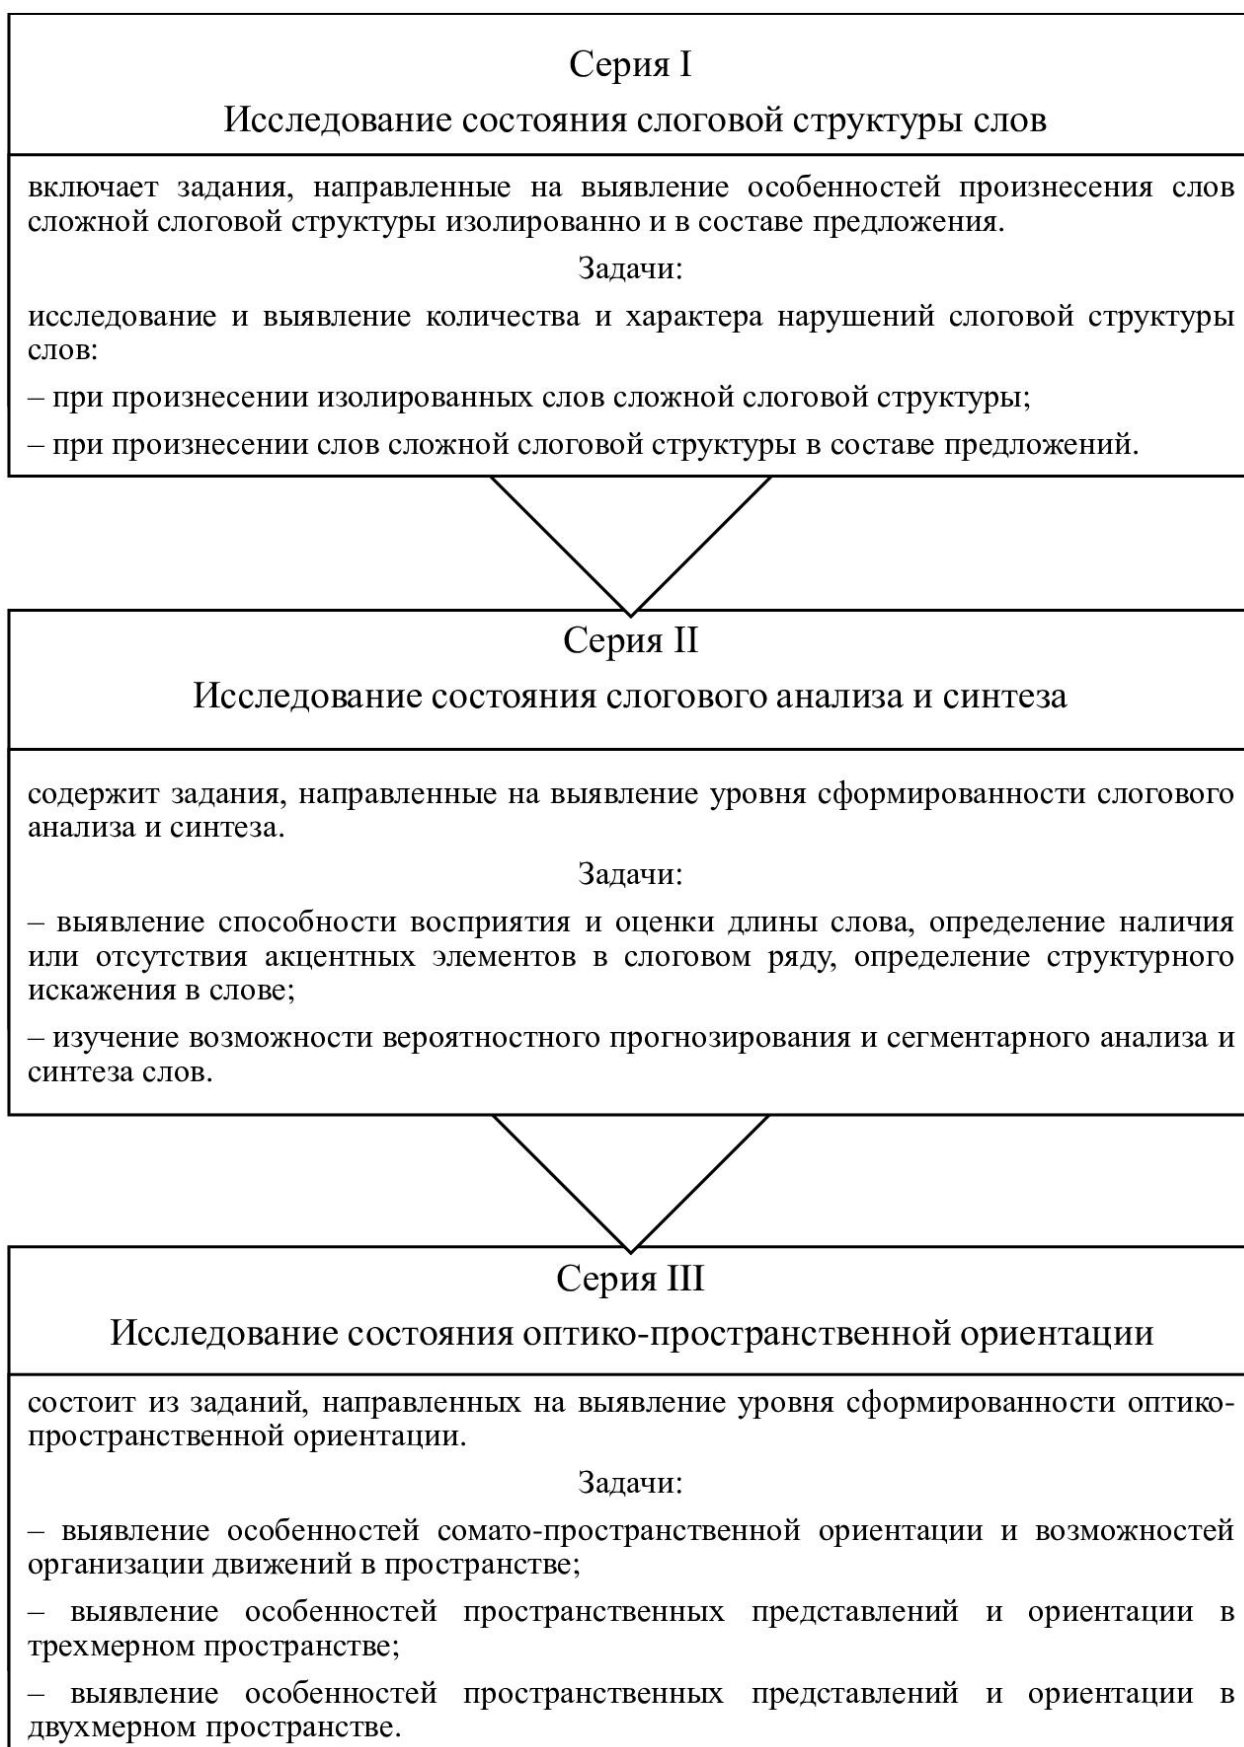 Серия I
Исследование состояния слоговой структуры слов
включает задания, направленные на выявление особенностей произнесения слов
сложной слоговой структуры изолированно и в составе предложения.
Задачи:
исследование и выявление количества и характера нарушений слоговой структуры
слов:
– при произнесении изолированных слов сложной слоговой структуры;
– при произнесении слов сложной слоговой структуры в составе предложений.
Серия II
Исследование состояния слогового анализа и синтеза
содержит задания, направленные на выявление уровня сформированности слогового
анализа и синтеза.
Задачи:
– выявление способности восприятия и оценки длины слова, определение наличия
или отсутствия акцентных элементов в слоговом ряду, определение структурного
искажения в слове;
– изучение возможности вероятностного прогнозирования и сегментарного анализа и
синтеза слов.
Серия III
Исследование состояния оптико-пространственной ориентации
состоит из заданий, направленных на выявление уровня сформированности оптико-
пространственной ориентации.
Задачи:
– выявление особенностей сомато-пространственной ориентации и возможностей
организации движений в пространстве;
– выявление особенностей пространственных представлений и ориентации в
трехмерном пространстве;
– выявление особенностей пространственных представлений и ориентации в
двухмерном пространстве.